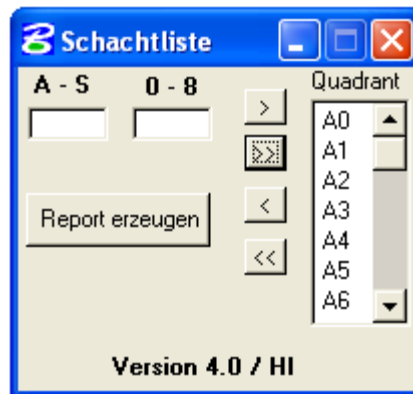 Schachtliste
A - S 0 - 8 Quadrant
>
>>
<
<<
Report erzeugen
A0
A1
A2
A3
A4
A5
A6
Version 4.0 / HI